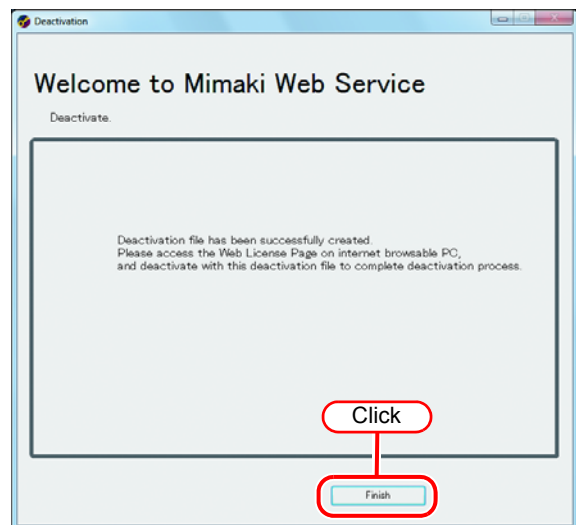 Deactivation
Welcome to Mimaki Web Service
Deactivate.
Deactivation file has been successfully created.
Please access the Web License Page on internet browsable PC,
and deactivate with this deactivation file to complete deactivation process.
Click
Finish